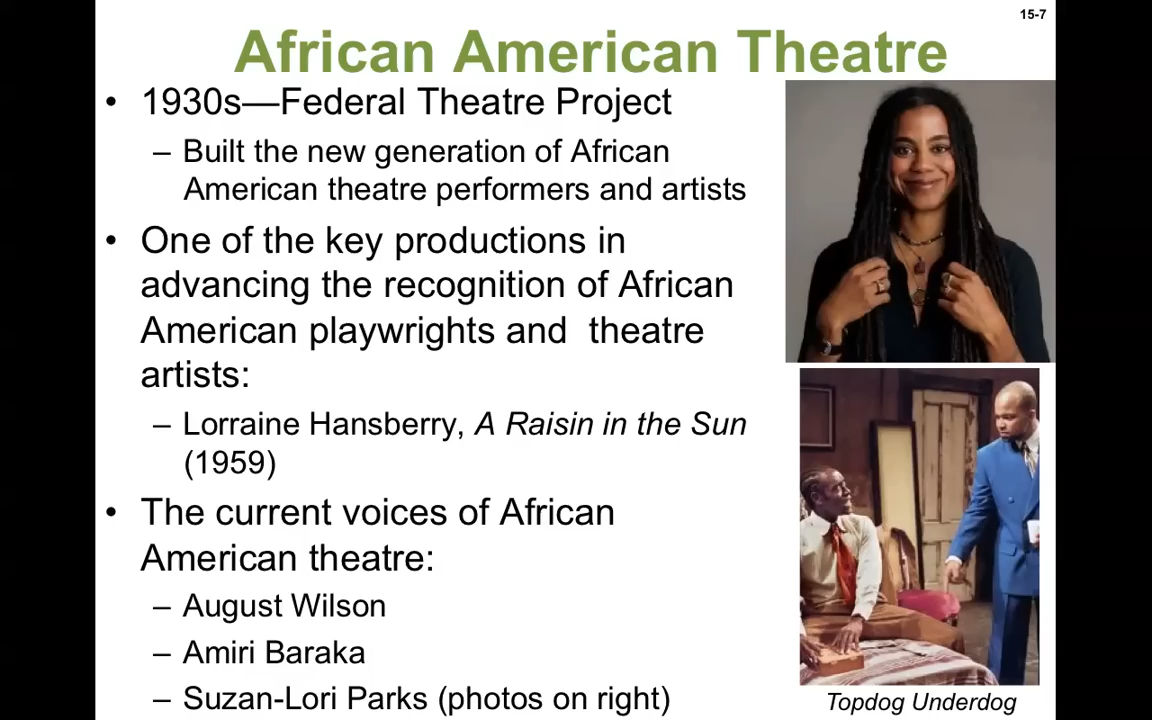 15-7
African American Theatre
• 1930s—Federal Theatre Project
– Built the new generation of African
American theatre performers and artists
• One of the key productions in
advancing the recognition of African
American playwrights and theatre
artists:
– Lorraine Hansberry, A Raisin in the Sun
(1959)
• The current voices of African
American theatre:
– August Wilson
– Amiri Baraka
– Suzan-Lori Parks (photos on right)
Topdog Underdog